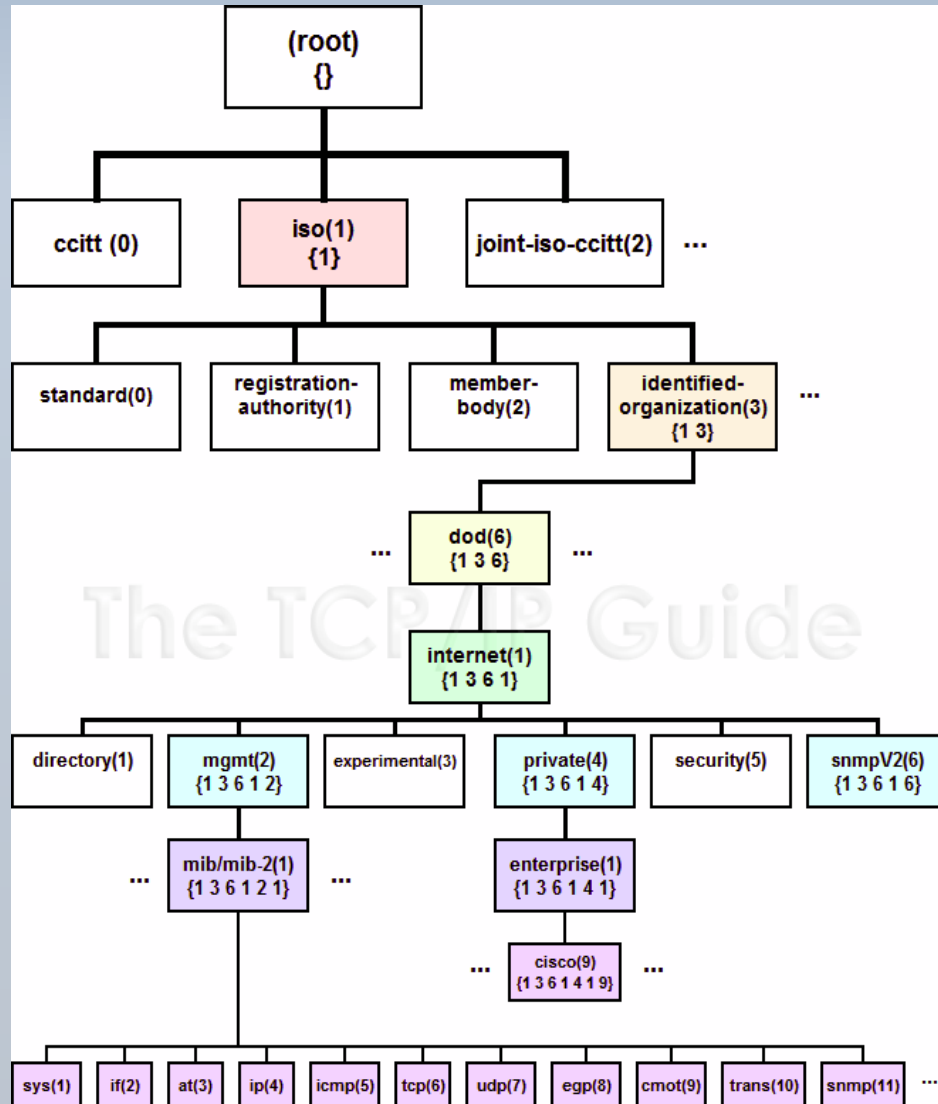 (root)
{}
ccitt (0)
iso(1)
{1}
joint-iso-ccitt(2)
...
standard(0)
registration-
authority(1)
member-
body(2)
identified-
organization(3)
{1 3}
...
...
dod(6)
{1 3 6}
...
The TCP/IP Guide
internet(1)
{1 3 6 1}
directory(1)
mgmt(2)
{1 3 6 1 2}
experimental(3)
private(4)
{1 3 6 1 4}
security(5)
snmpV2(6)
{1 3 6 1 6}
...
mib/mib-2(1)
{1 3 6 1 2 1}
...
enterprise(1)
{1 3 6 1 4 1}
...
cisco(9)
{1 3 6 1 4 1 9}
...
sys(1)
if(2)
at(3)
ip(4)
icmp(5)
tcp(6)
udp(7)
egp(8)
cmot(9)
trans(10)
snmp(11)
...